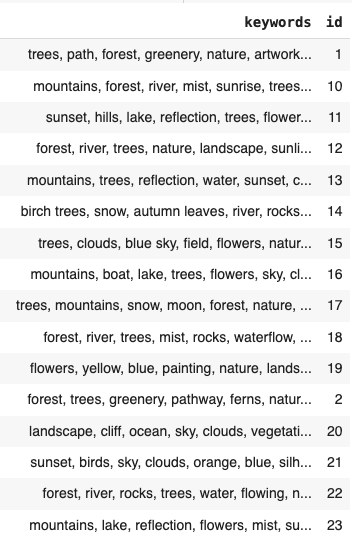 keywords id
trees, path, forest, greenery, nature, artwork... 1
mountains, forest, river, mist, sunrise, trees... 10
sunset, hills, lake, reflection, trees, flower... 11
forest, river, trees, nature, landscape, sunli... 12
mountains, trees, reflection, water, sunset, c... 13
birch trees, snow, autumn leaves, river, rocks... 14
trees, clouds, blue sky, field, flowers, natur... 15
mountains, boat, lake, trees, flowers, sky, cl... 16
trees, mountains, snow, moon, forest, nature, ... 17
forest, river, trees, mist, rocks, waterflow, ... 18
flowers, yellow, blue, painting, nature, lands... 19
forest, trees, greenery, pathway, ferns, natur... 2
landscape, cliff, ocean, sky, clouds, vegetati... 20
sunset, birds, sky, clouds, orange, blue, silh... 21
forest, river, rocks, trees, water, flowing, n... 22
mountains, lake, reflection, flowers, mist, su... 23